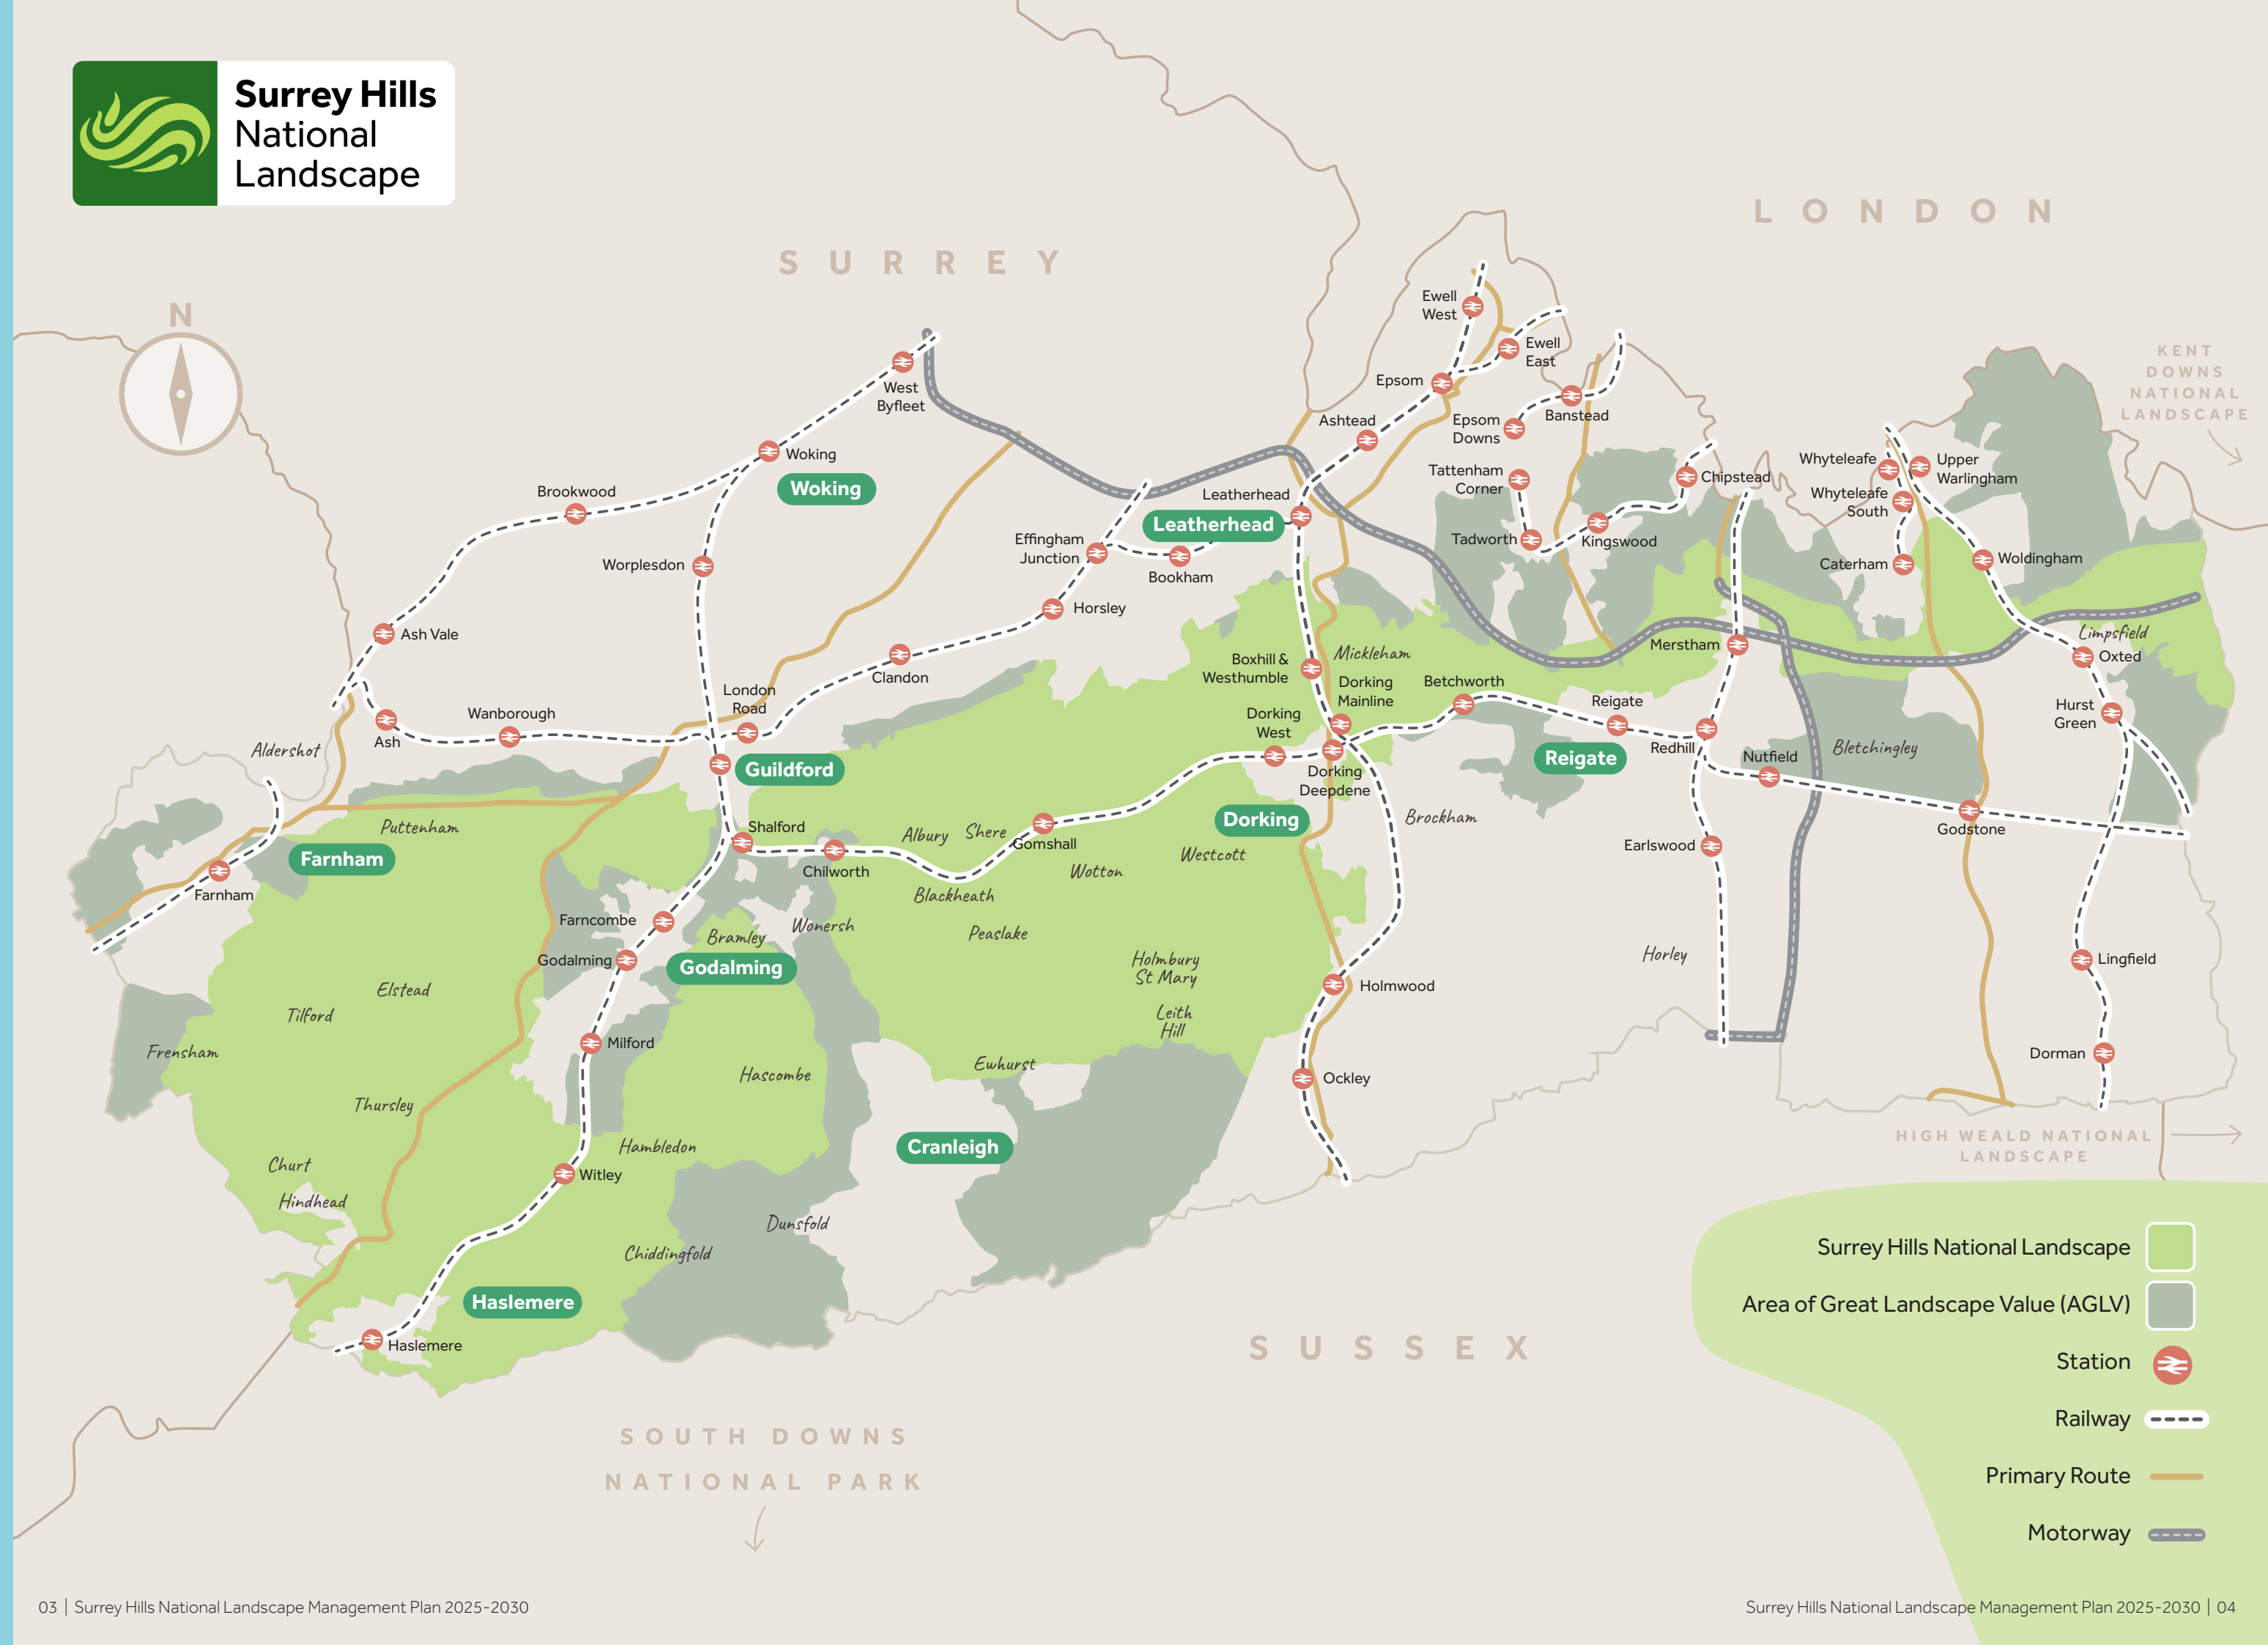 Surrey Hills
National
Landscape
SURREY
LONDON
N
KENT
DOWNS
NATIONAL
LANDSCAPE
Ewell
West
Ewell
East
Epsom
Banstead
Epsom
Downs
Ashtead
West
Byfleet
Woking
Woking
Brookwood
Tattenham
Corner
Chipstead
Whyteleafe
Upper
Warlingham
Whyteleafe
South
Leatherhead
Leatherhead
Effingham
Junction
Bookham
Tadworth
Kingswood
Caterham
Woldingham
Worplesdon
Horsley
Ash Vale
Limpsfield
Merstham
Oxted
Mickleham
Boxhill &
Westhumble
Clandon
Dorking
Mainline
Betchworth
London
Road
Reigate
Hurst
Green
Wanborough
Dorking
West
Ash
Redhill
Aldershot
Bletchingley
Nutfield
Reigate
Guildford
Dorking
Deepdene
Brockham
Dorking
Puttenham
Shalford
Albury
Shere
Gomshall
Godstone
Farnham
Westcott
Earlswood
Chilworth
Wotton
Farnham
Blackheath
Farncombe
Wonersh
Bramley
Peaslake
Godalming
Godalming
Holmbury
St Mary
Horley
Lingfield
Elstead
Holmwood
Tilford
Leith
Hill
Milford
Frensham
Dorman
Ewhurst
Hascombe
Ockley
Thursley
HIGH WEALD NATIONAL
LANDSCAPE
Hambledon
Cranleigh
Churt
Witley
Hindhead
Dunsfold
Chiddingfold
Haslemere
Haslemere
SUSSEX
SOUTH DOWNS
NATIONAL PARK
Surrey Hills National Landscape
Area of Great Landscape Value (AGLV)
Station
Railway
Primary Route
Motorway
03 | Surrey Hills National Landscape Management Plan 2025-2030
Surrey Hills National Landscape Management Plan 2025-2030 | 04